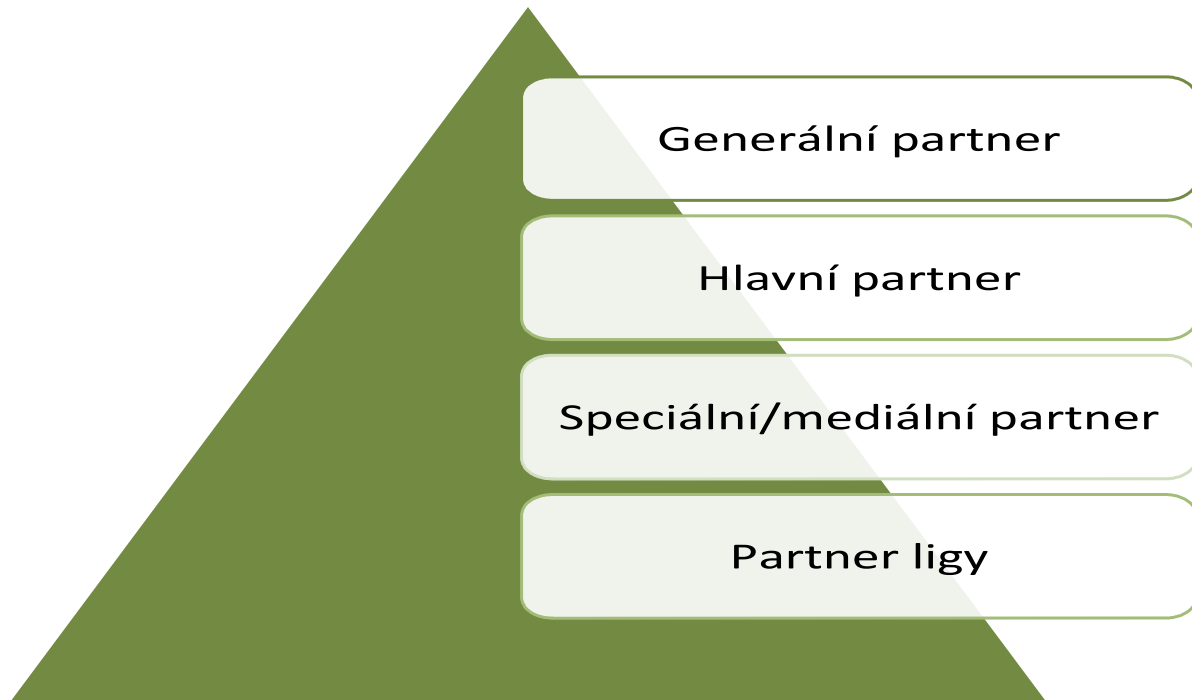 Generální partner
Hlavní partner
Speciální/mediální partner
Partner ligy